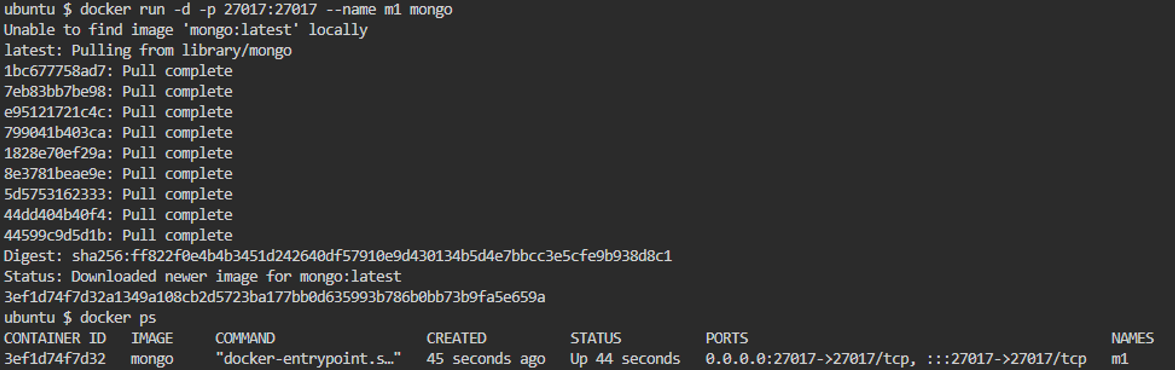 ubuntu $ docker run -d -p 27017:27017 --name m1 mongo
Unable to find image 'mongo:latest' locally
latest: Pulling from library/mongo
1bc677758ad7: Pull complete
7eb83bb7be98: Pull complete
e95121721c4c: Pull complete
799041b403ca: Pull complete
1828e70ef29a: Pull complete
8e3781beae9e: Pull complete
5d5753162333: Pull complete
44dd404b40f4: Pull complete
44599c9d5d1b: Pull complete
Digest: sha256:ff822f0e4b4b3451d242640df57910e9d430134b5d4e7bbcc3e5cfe9b938d8c1
Status: Downloaded newer image for mongo:latest
3ef1d74f7d32a1349a108cb2d5723ba177bb0d635993b786b0bb73b9fa5e659a
ubuntu $ docker ps
CONTAINER ID   IMAGE     COMMAND                  CREATED          STATUS          PORTS                                           NAMES
3ef1d74f7d32   mongo     "docker-entrypoint.s…"   45 seconds ago   Up 44 seconds   0.0.0.0:27017->27017/tcp, :::27017->27017/tcp   m1